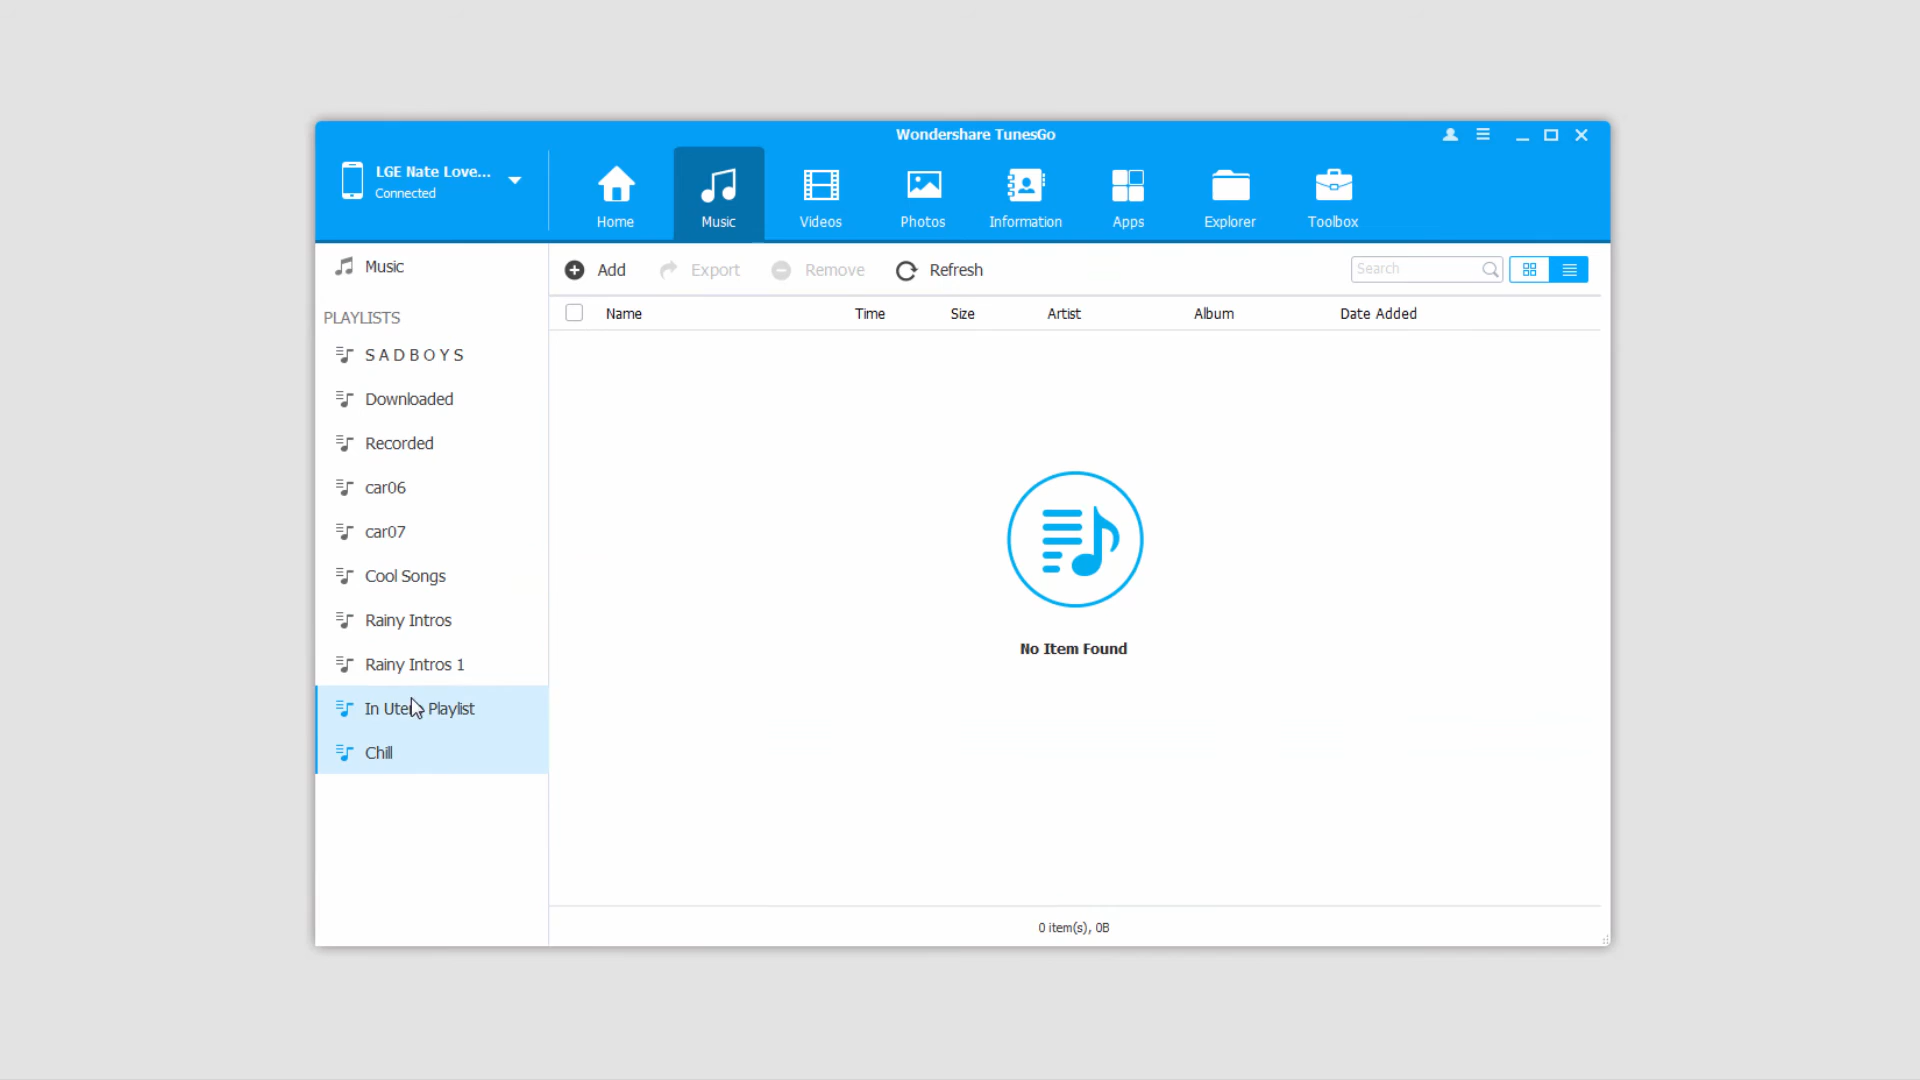 Wondershare TunesGo
LGE Nate Love...
Connected
Home
Music
Videos
Photos
Information
Apps
Explorer
Toolbox
Music
Add
Export
Remove
Refresh
Search
PLAYLISTS
Name
Time
Size
Artist
Album
Date Added
S A D B O Y S
Downloaded
Recorded
car06
car07
Cool Songs
Rainy Intros
Rainy Intros 1
In Playlist
Chill
No Item Found
0 item(s), 0B